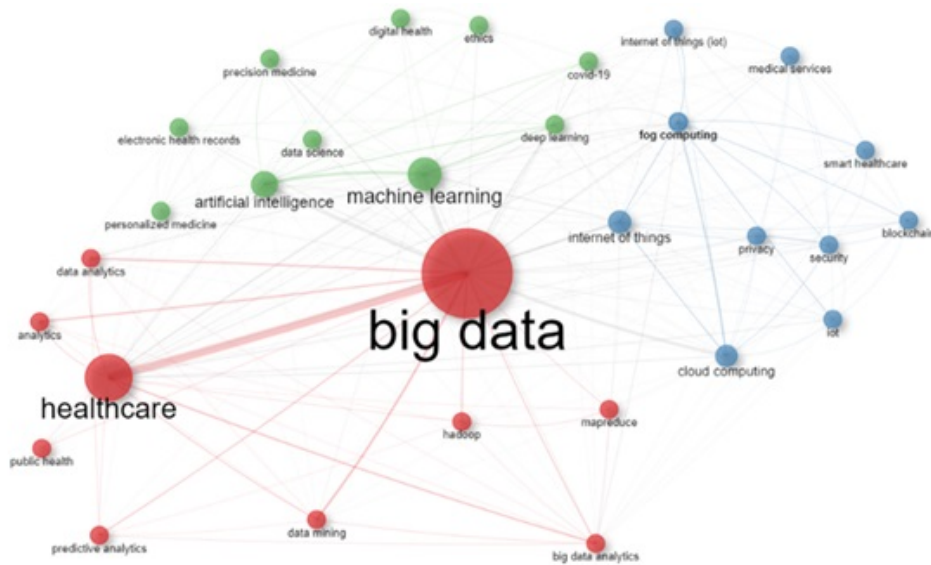 digital health
ethics
internet of things (iot)
precision medicine
covid-19
medical services
electronic health records
data science
deep learning
fog computing
smart healthcare
artificial intelligence
machine learning
personalized medicine
internet of things
privacy
security
blockchain
data analytics
analytics
big data
iot
cloud computing
healthcare
hadoop
mapreduce
public health
predictive analytics
data mining
big data analytics